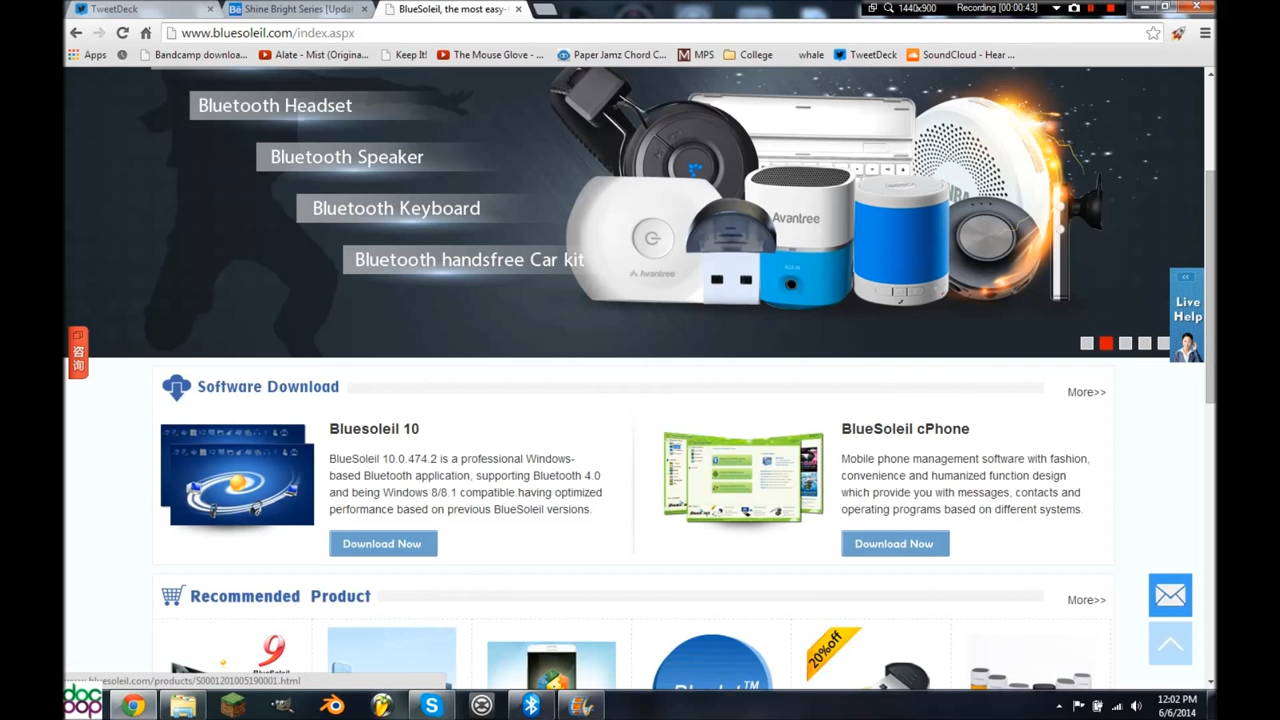 TweetDeck
Shine Bright Series [Updat
BlueSoleil, the most easy-
1440x900
Recording [00:00:43]
www.bluesoleil.com/index.aspx
Apps
Bandcamp downloa...
Alate - Mist (Origina...
Keep It!
The Mouse Glove - ...
Paper Jamz Chord C...
MPS
College
whale
TweetDeck
SoundCloud - Hear ...
Bluetooth Headset
Bluetooth Speaker
Bluetooth Keyboard
Bluetooth handsfree Car kit
Avantree
Avantree
AUX IN
Live
Help
咨
询
Software Download
More>>
Bluesoleil 10
BlueSoleil 10.0.474.2 is a professional Windows-
based Bluetooth application, supporting Bluetooth 4.0
and being Windows 8/8.1 compatible.having optimized
performance based on previous BlueSoleil versions.
Download Now
BlueSoleil cPhone
Mobile phone management software with fashion,
convenience and humanized function design
which provide you with messages, contacts and
operating programs based on different systems.
Download Now
Recommended Product
More>>
9
20%off
www.bluesoleil.com/products/S0001201005190001.html
doc
pop
12:02 PM
6/6/2014